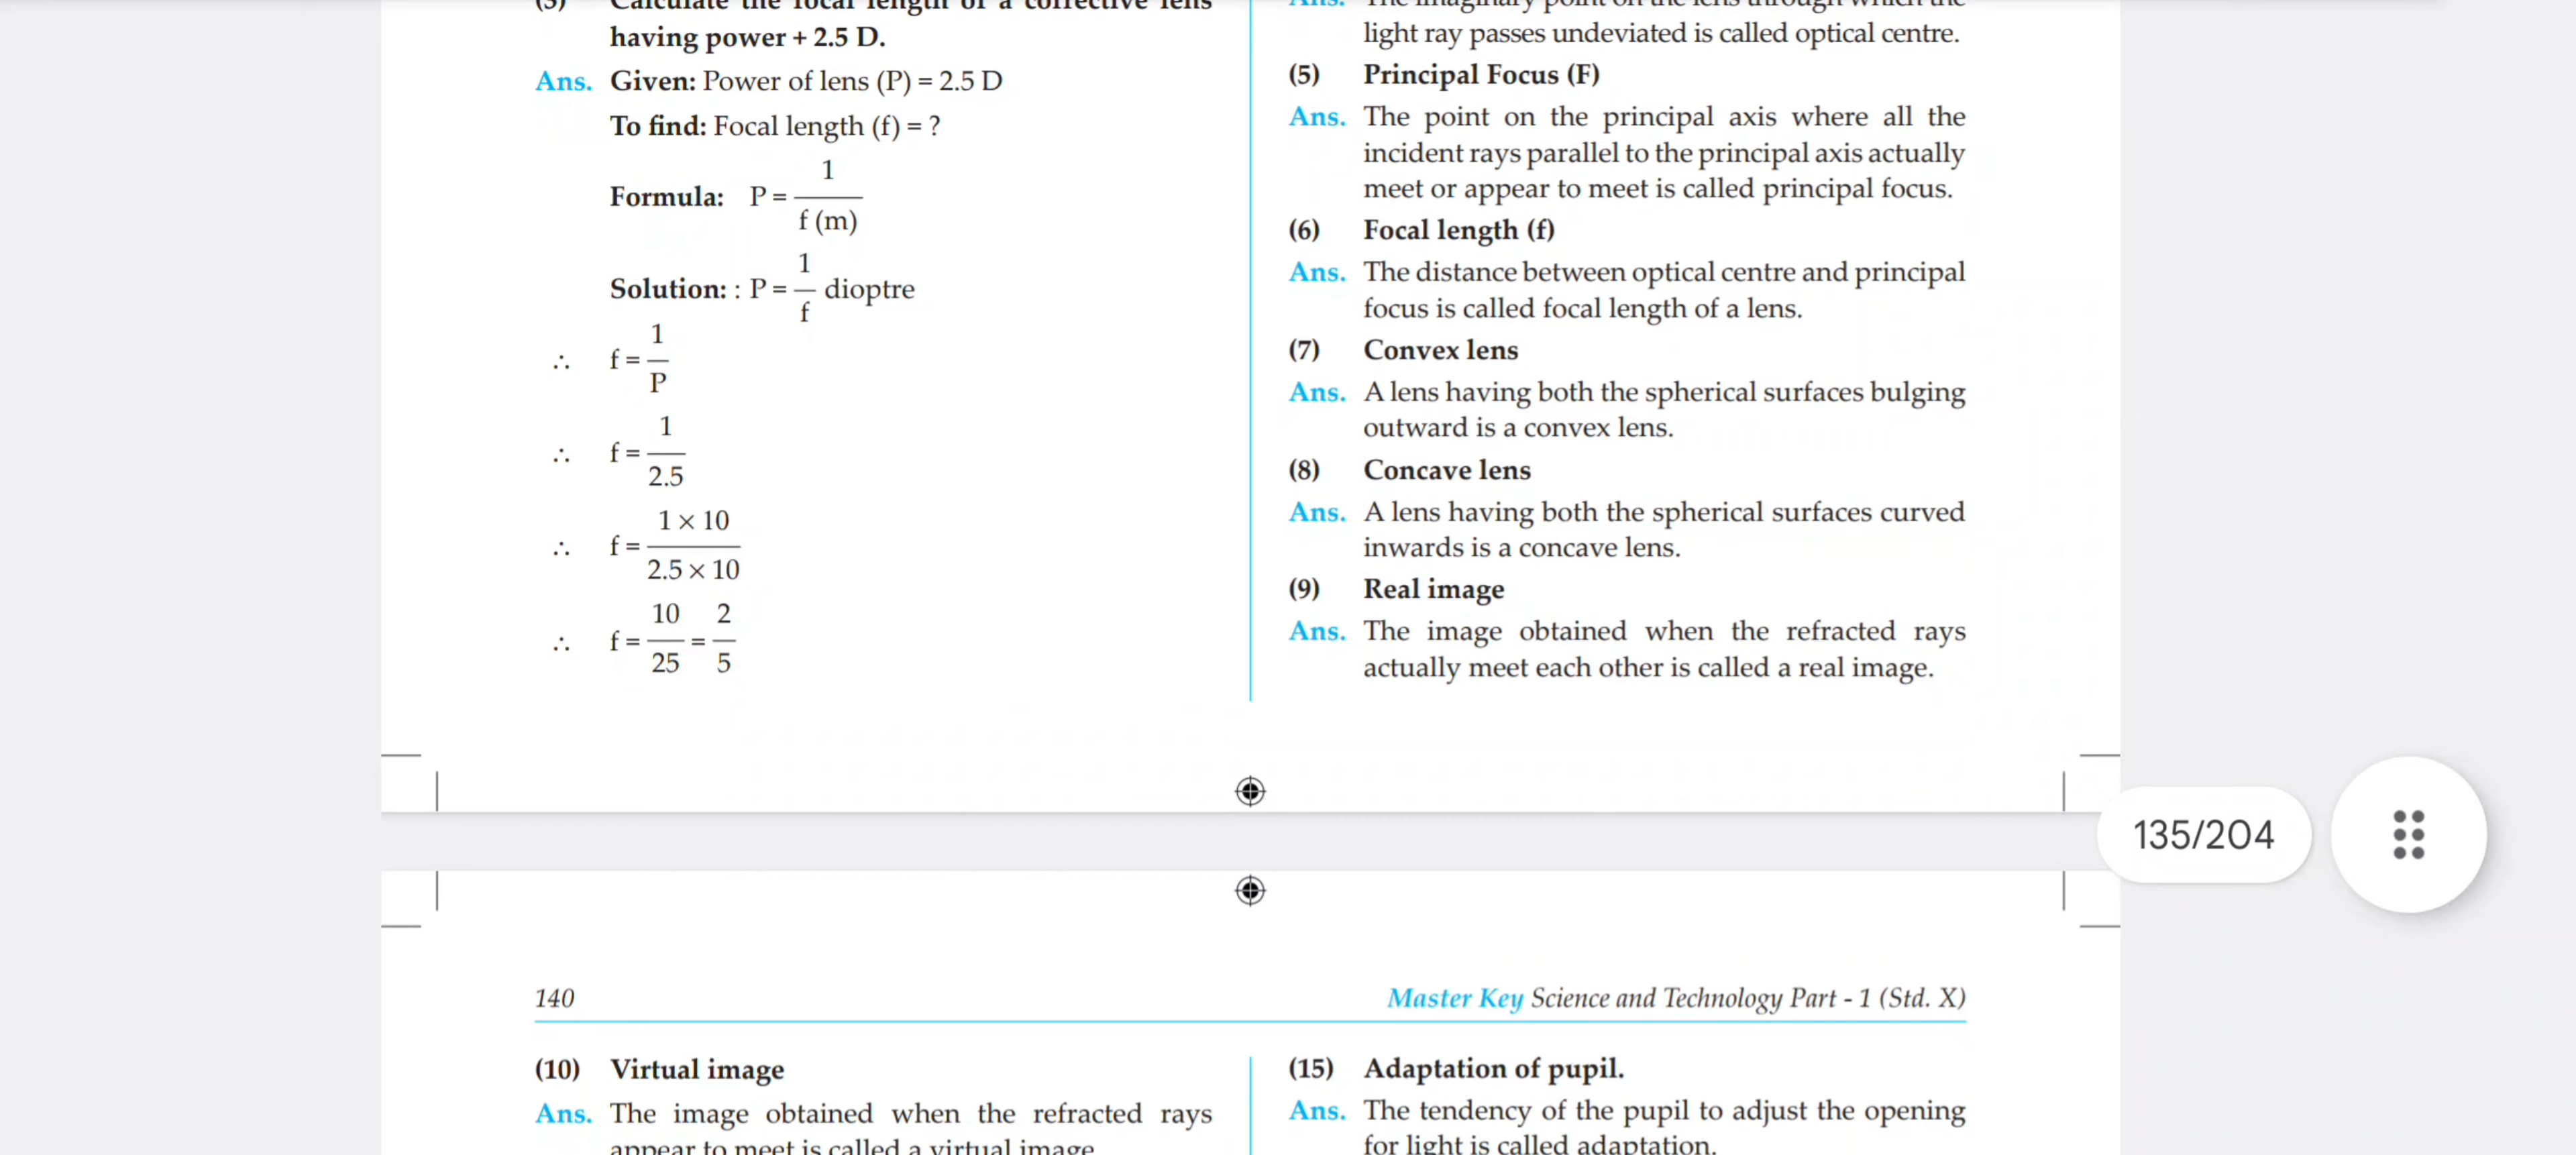 (3) Calculate the focal length of a corrective lens
having power + 2.5 D.
Ans. Given: Power of lens (P) = 2.5 D
To find: Focal length (f) = ?
Formula: P = 1 / f (m)
Solution: : P = 1 / f dioptre
∴ f = 1 / P
∴ f = 1 / 2.5
∴ f = 1 × 10 / 2.5 × 10
∴ f = 10 / 25 = 2 / 5
Ans. The imaginary point on the lens through which the
light ray passes undeviated is called optical centre.
(5) Principal Focus (F)
Ans. The point on the principal axis where all the
incident rays parallel to the principal axis actually
meet or appear to meet is called principal focus.
(6) Focal length (f)
Ans. The distance between optical centre and principal
focus is called focal length of a lens.
(7) Convex lens
Ans. A lens having both the spherical surfaces bulging
outward is a convex lens.
(8) Concave lens
Ans. A lens having both the spherical surfaces curved
inwards is a concave lens.
(9) Real image
Ans. The image obtained when the refracted rays
actually meet each other is called a real image.
135/204
140
Master Key Science and Technology Part - 1 (Std. X)
(10) Virtual image
Ans. The image obtained when the refracted rays
appear to meet is called a virtual image.
(15) Adaptation of pupil.
Ans. The tendency of the pupil to adjust the opening
for light is called adaptation.